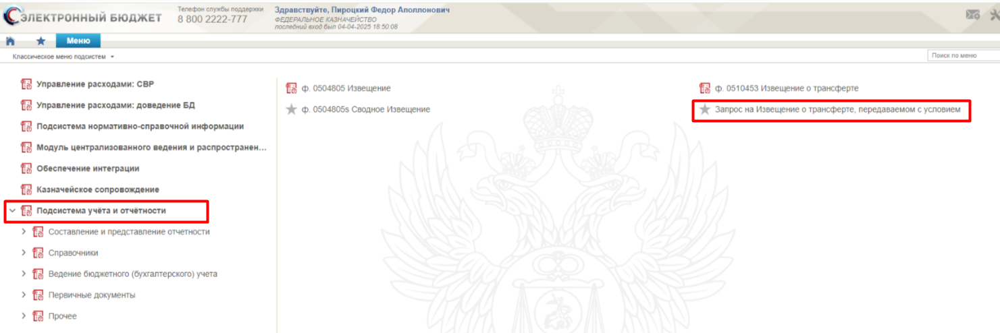 ЭЛЕКТРОННЫЙ БЮДЖЕТ
Телефон службы поддержки
8 800 2222-777
Здравствуйте, Пироцкий Федор Аполлонович
ФЕДЕРАЛЬНОЕ КАЗНАЧЕЙСТВО
последний вход был 04-04-2025 18:50:08
Меню
Классическое меню подсистем
Поиск по меню
Управление расходами: СВР
Управление расходами: доведение БД
Подсистема нормативно-справочной информации
Модуль централизованного ведения и распространен...
Обеспечение интеграции
Казначейское сопровождение
Подсистема учёта и отчётности
Составление и представление отчетности
Справочники
Ведение бюджетного (бухгалтерского) учета
Первичные документы
Прочее
ф. 0504805 Извещение
ф. 0504805s Сводное Извещение
ф. 0510453 Извещение о трансферте
Запрос на Извещение о трансферте, передаваемом с условием